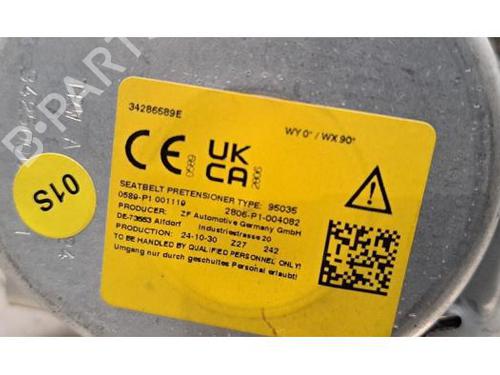 34286589E
WY 0° / WX 90°
CE 0589 UK CA 2806
SEATBELT PRETENSIONER TYPE: 95035
0589-P1 001119 2806-P1-004082
PRODUCER: ZF Automotive Germany GmbH
DE-73553 Alfdorf Industriestrasse 20
PRODUCTION: 24-10-30 Z27 242
TO BE HANDLED BY QUALIFIED PERSONNEL ONLY!
Umgang nur durch geschultes Personal erlaubt!
01S
B-PARTS